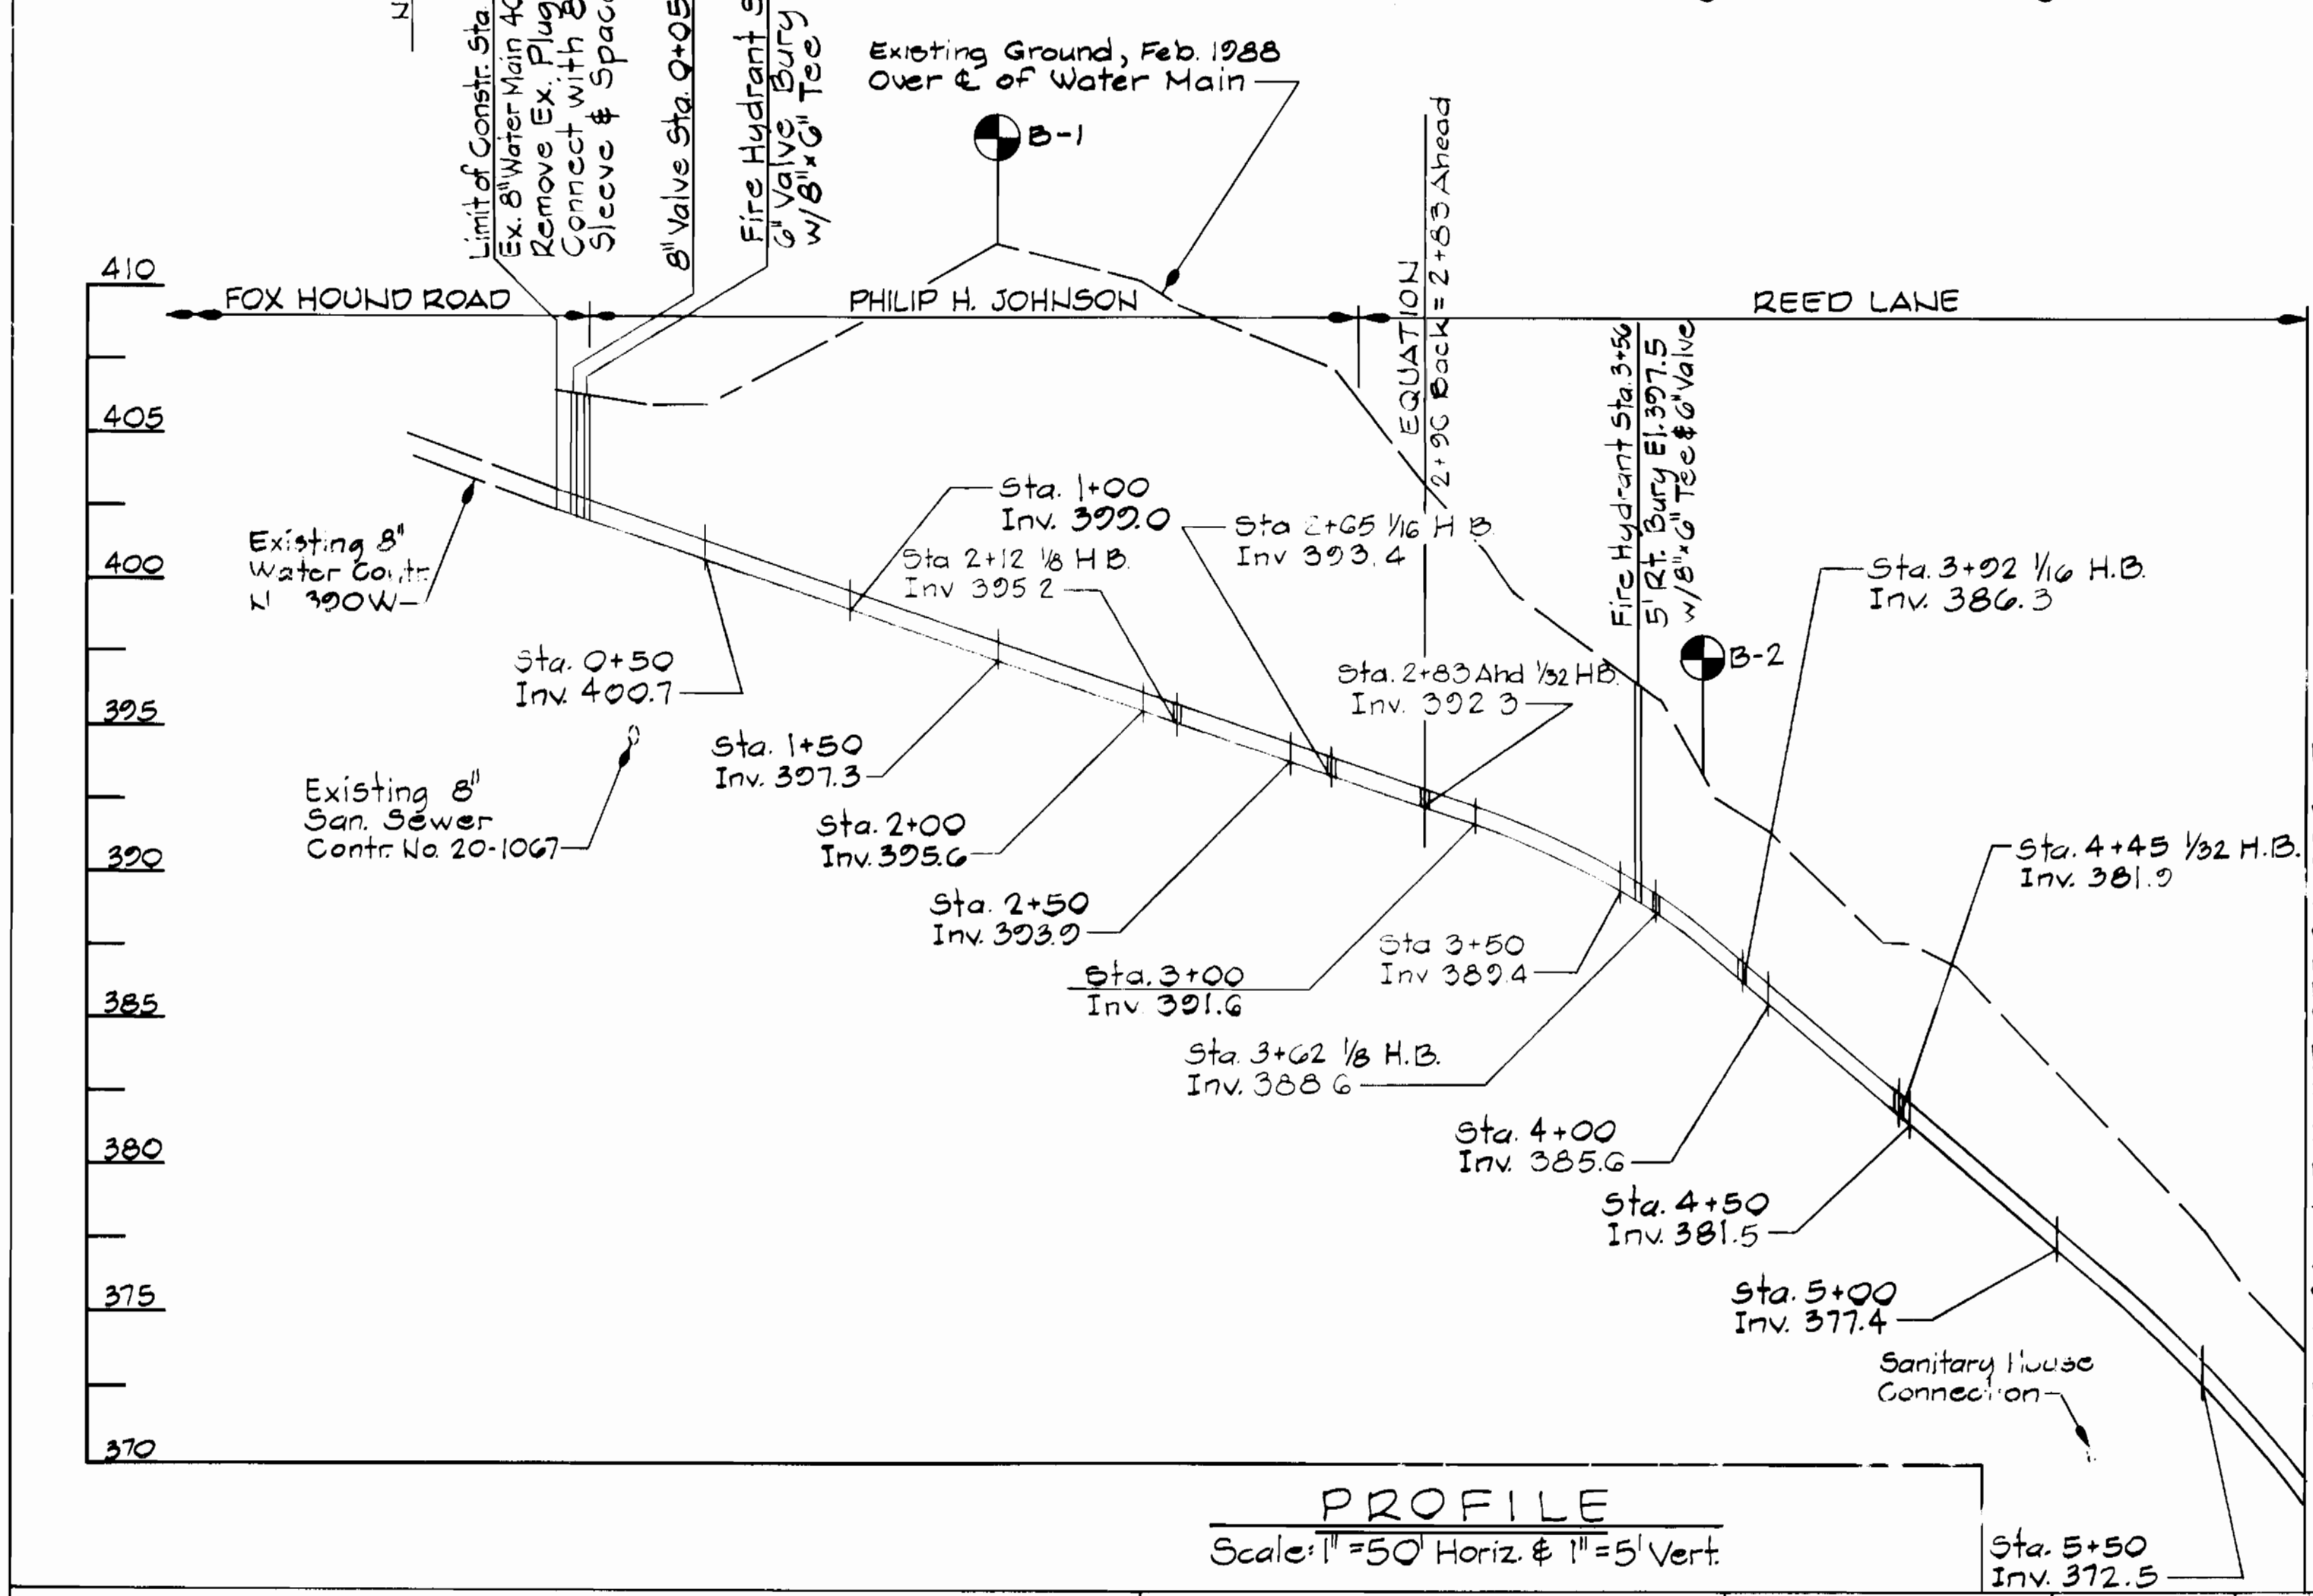 Limit of Constr. Sta.
Ex. 8" Water Main
Remove Ex. Plug
Connect with
Sleeve & Space
8" Valve Sta. 0+05
Fire Hydrant
6" Valve Bury
w/8"x6" Tee
Existing Ground, Feb. 1988
Over ℄ of Water Main
B-1
EQUATION
2+96 Back = 2+83 Ahead
410
FOX HOUND ROAD
PHILIP H. JOHNSON
REED LANE
405
400
395
390
385
380
375
370
Fire Hydrant Sta. 3+56
5' Rt. Bury El. 397.5
w/8"x6" Tee & 6" Valve
Existing 8"
Water Contr.
390W
Sta. 1+00
Inv. 399.0
Sta 2+12 1/8 H B.
Inv 395 2
Sta 2+65 1/16 H B.
Inv 393.4
Sta. 3+92 1/16 H.B.
Inv. 386.3
Sta. 0+50
Inv. 400.7
Sta. 2+83 Ahd 1/32 HB.
Inv. 392 3
B-2
Existing 8"
San. Sewer
Contr. No. 20-1067
Sta. 1+50
Inv. 397.3
Sta. 2+00
Inv. 395.6
Sta. 2+50
Inv. 393.9
Sta. 4+45 1/32 H.B.
Inv. 381.9
Sta. 3+00
Inv. 391.6
Sta 3+50
Inv 389.4
Sta. 3+62 1/8 H.B.
Inv. 388 6
Sta. 4+00
Inv. 385.6
Sta. 4+50
Inv. 381.5
Sta. 5+00
Inv. 377.4
Sanitary House
Connection
Sta. 5+50
Inv. 372.5
PROFILE
Scale: 1"=50' Horiz. & 1"=5' Vert.